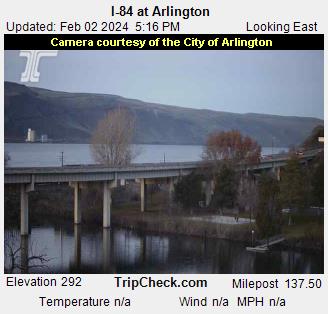 I-84 at Arlington
Updated: Feb 02 2024 5:16 PM Looking East
Camera courtesy of the City of Arlington
Elevation 292 TripCheck.com Milepost 137.50
Temperature n/a Wind n/a MPH n/a